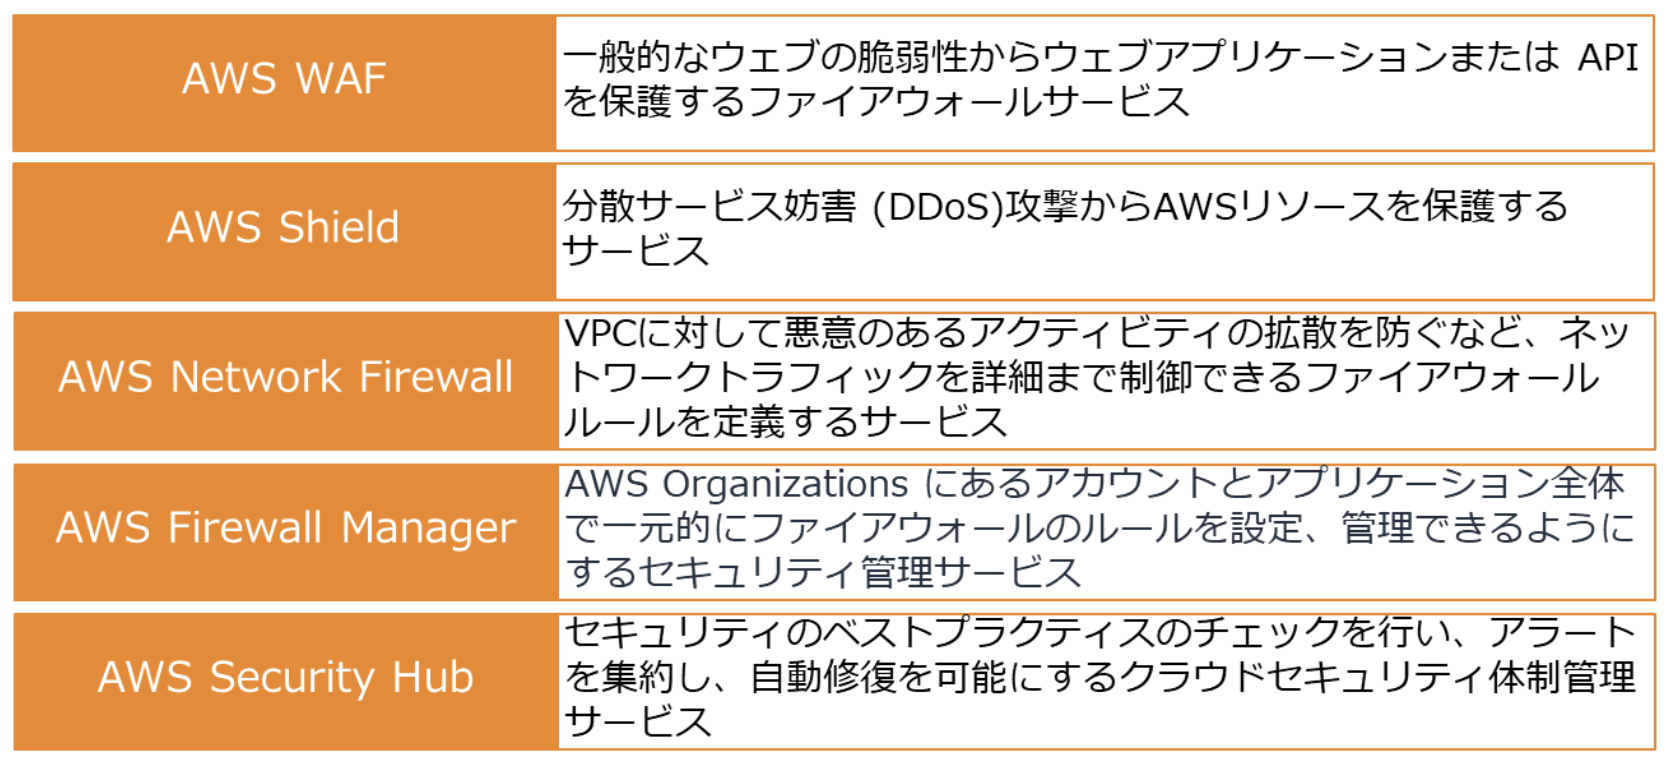 AWS WAF
一般的なウェブの脆弱性からウェブアプリケーションまたは API
を保護するファイアウォールサービス
AWS Shield
分散サービス妨害 (DDoS)攻撃からAWSリソースを保護する
サービス
AWS Network Firewall
VPCに対して悪意のあるアクティビティの拡散を防ぐなど、ネッ
トワークトラフィックを詳細まで制御できるファイアウォール
ルールを定義するサービス
AWS Firewall Manager
AWS Organizations にあるアカウントとアプリケーション全体
で一元的にファイアウォールのルールを設定、管理できるように
するセキュリティ管理サービス
AWS Security Hub
セキュリティのベストプラクティスのチェックを行い、アラート
を集約し、自動修復を可能にするクラウドセキュリティ体制管理
サービス